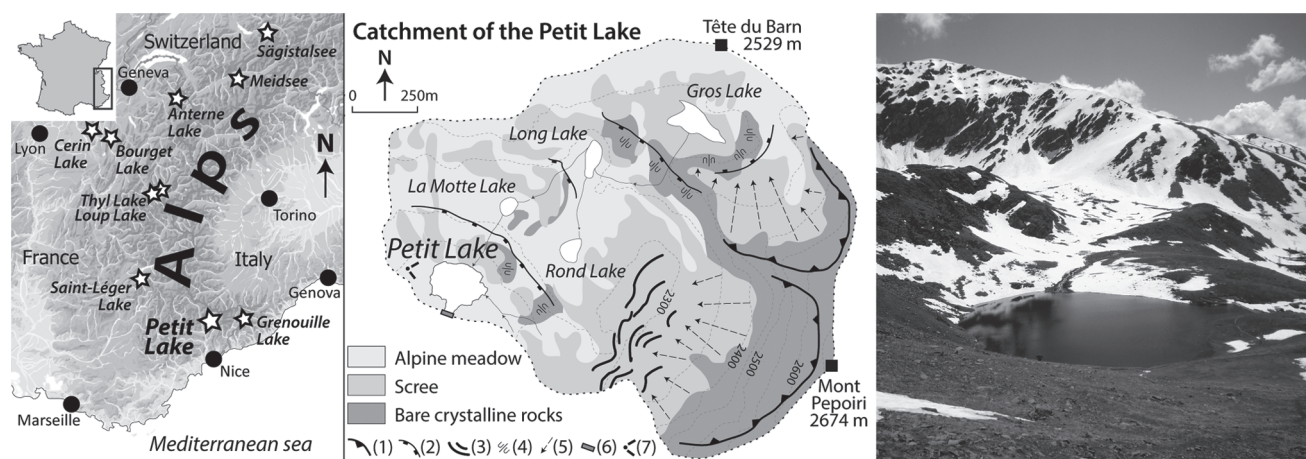 Switzerland
Sägistalsee
Geneva
Meidsee
Anterne
Lake
Lyon
Cerin
Lake
Bourget
Lake
N
Thyl Lake
Loup Lake
Torino
Alps
France
Italy
Saint-Léger
Lake
Genova
Petit
Lake
Grenouille
Lake
Nice
Marseille
Mediterranean sea
Catchment of the Petit Lake
Tête du Barn
2529 m
N
0 250m
Gros Lake
Long Lake
La Motte Lake
Petit Lake
Rond Lake
2300
2400
2500
2600
Mont
Pepoiri
2674 m
Alpine meadow
Scree
Bare crystalline rocks
(1) (2) (3) (4) (5) (6) (7)